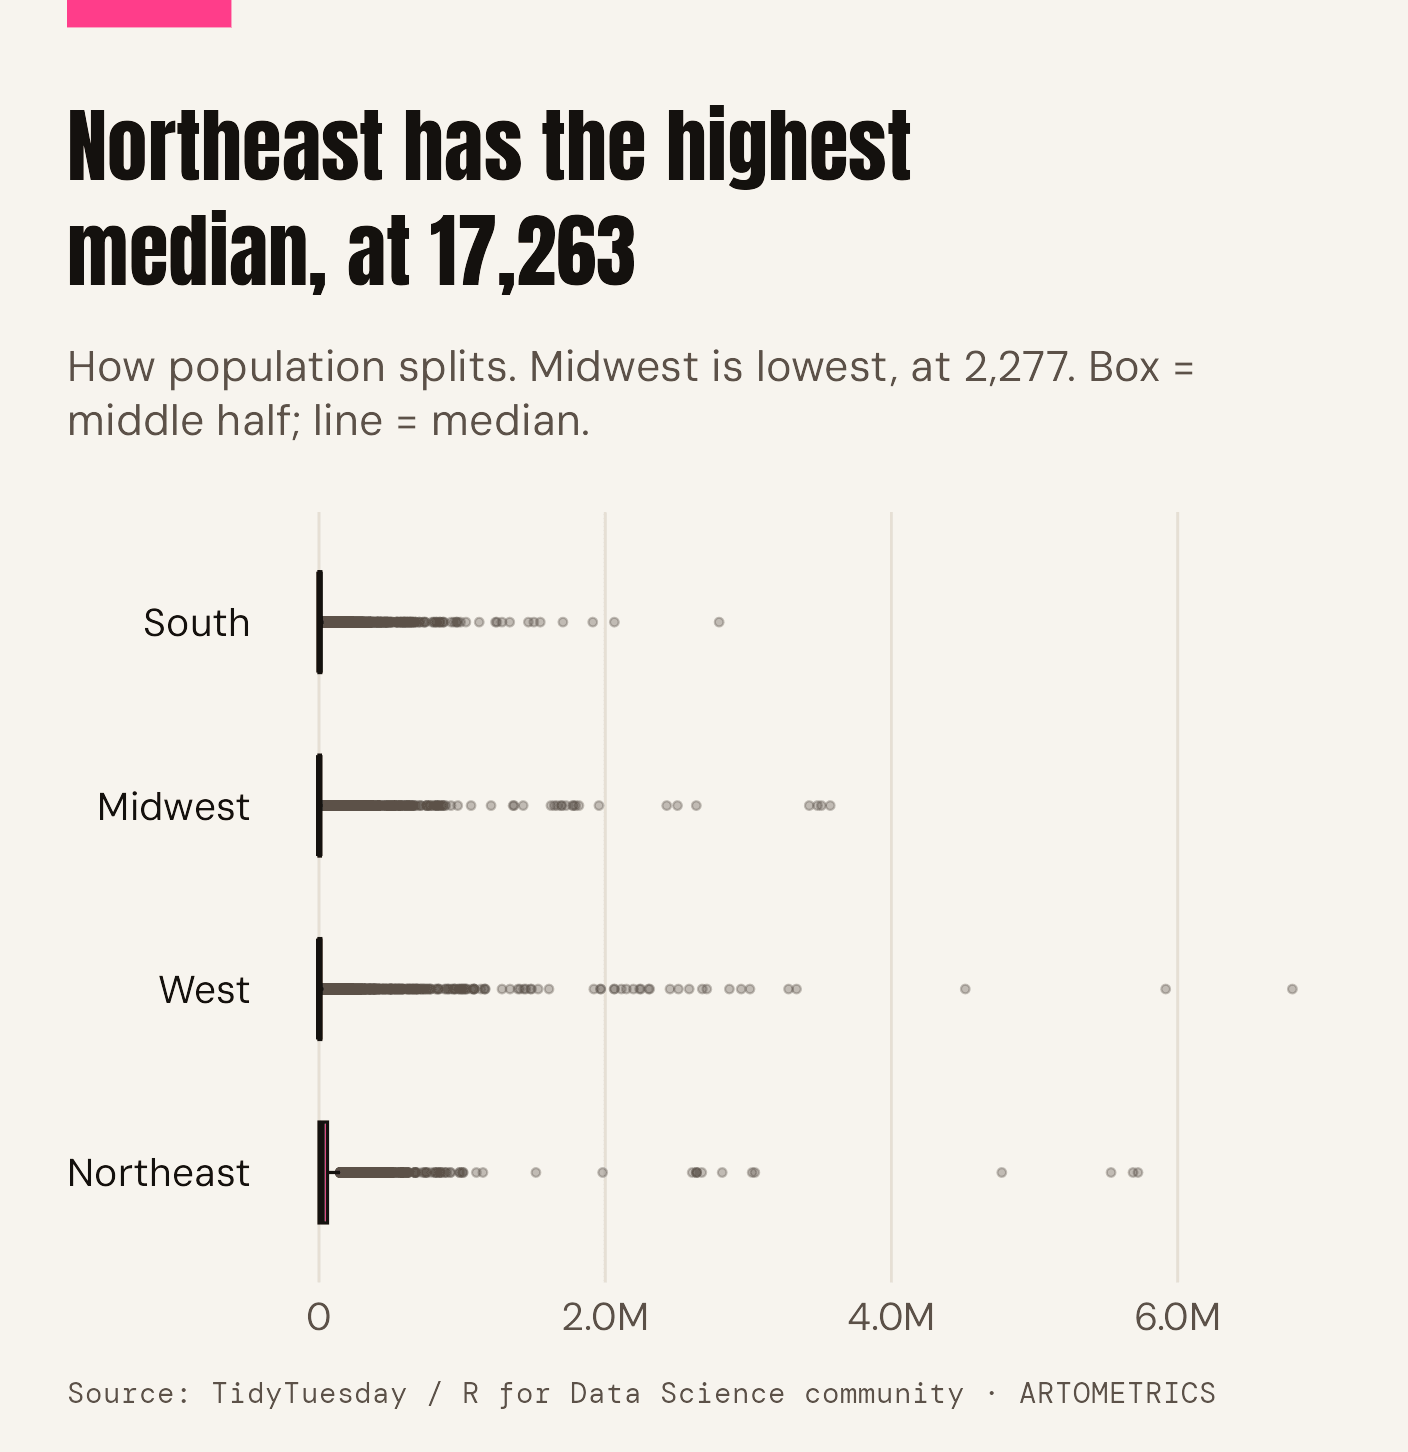 Northeast has the highest
median, at 17,263
How population splits. Midwest is lowest, at 2,277. Box =
middle half; line = median.
South
Midwest
West
Northeast
0 2.0M 4.0M 6.0M
Source: TidyTuesday / R for Data Science community · ARTOMETRICS